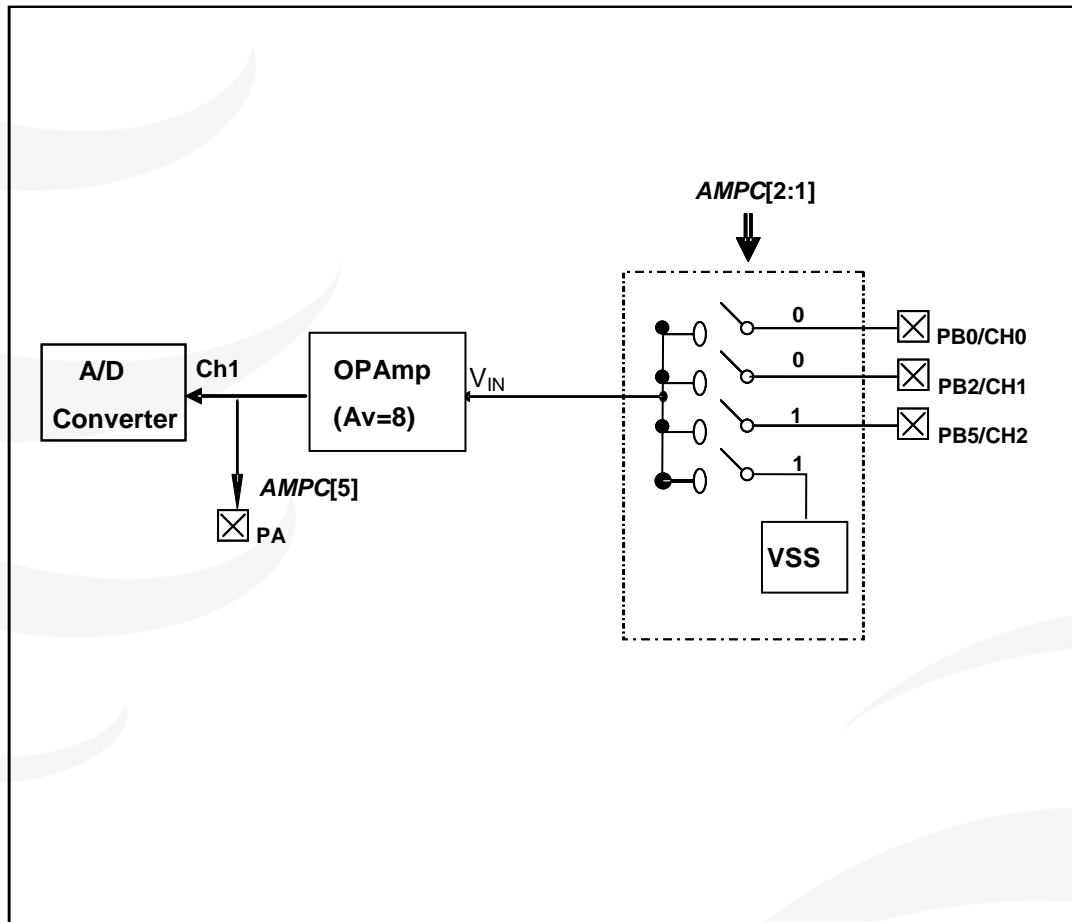 AMPC[2:1]
0
PB0/CH0
0
PB2/CH1
1
PB5/CH2
1
VSS
A/D
Converter
Ch1
OPAmp
(Av=8)
VIN
AMPC[5]
PA